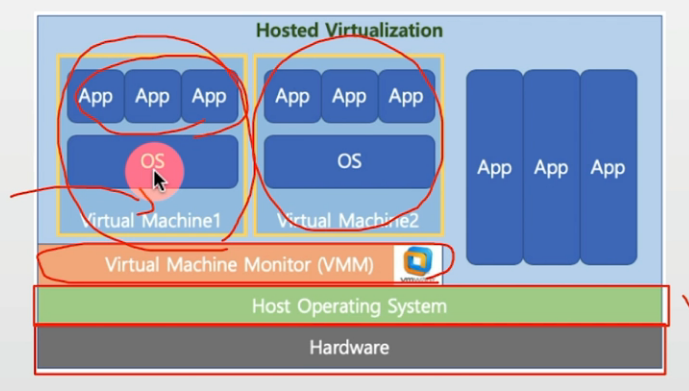 Hosted Virtualization
App App App
App App App
OS
OS
App App App
Virtual Machine1
Virtual Machine2
Virtual Machine Monitor (VMM)
vmware
Host Operating System
Hardware